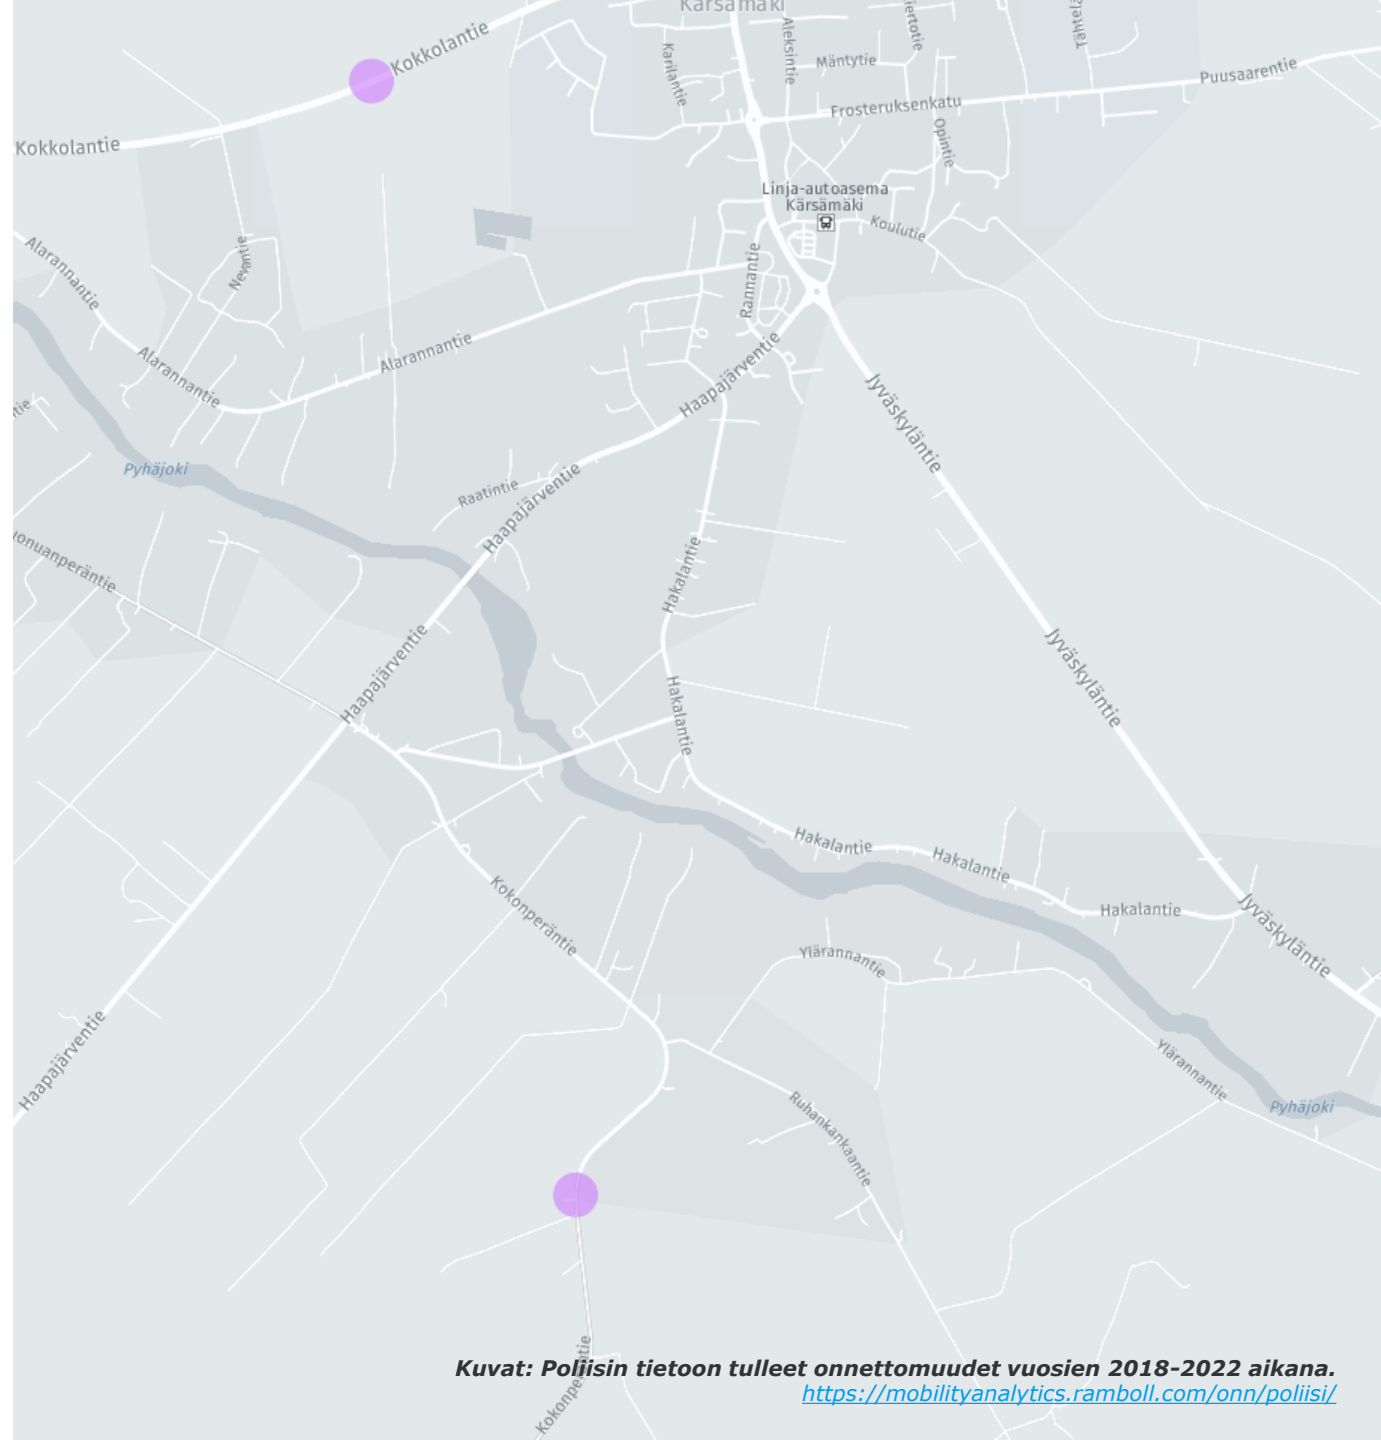 Kärsämäki
Kokkolantie
Kokkolantie
Karilantie
Aleksintie
Mäntytie
Puusaarentie
Frosteruksenkatu
Opintie
Linja-autoasema
Kärsämäki
Koulutie
Alarannantie
Nevantie
Rannantie
Alarannantie
Alarannantie
Haapajärventie
Jyväskyläntie
Pyhäjoki
Raatintie
Haapajärventie
Hakalantie
Haapajärventie
Hakalantie
Jyväskyläntie
Hakalantie
Hakalantie
Hakalantie
Kokonperäntie
Jyväskyläntie
Ylärannantie
Haapajärventie
Ylärannantie
Ruhankankaantie
Pyhäjoki
Kokonperäntie
Kuvat: Poliisin tietoon tulleet onnettomuudet vuosien 2018-2022 aikana.
https://mobilityanalytics.ramboll.com/onn/poliisi/